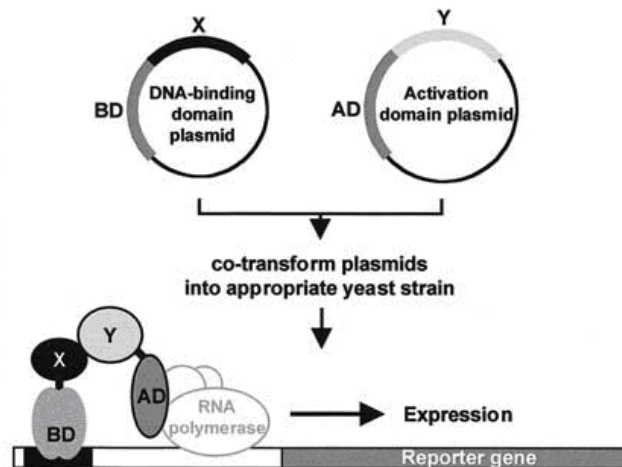 X
Y
BD
DNA-binding
domain
plasmid
AD
Activation
domain plasmid
co-transform plasmids
into appropriate yeast strain
X
Y
BD
AD
RNA
polymerase
Expression
Reporter gene